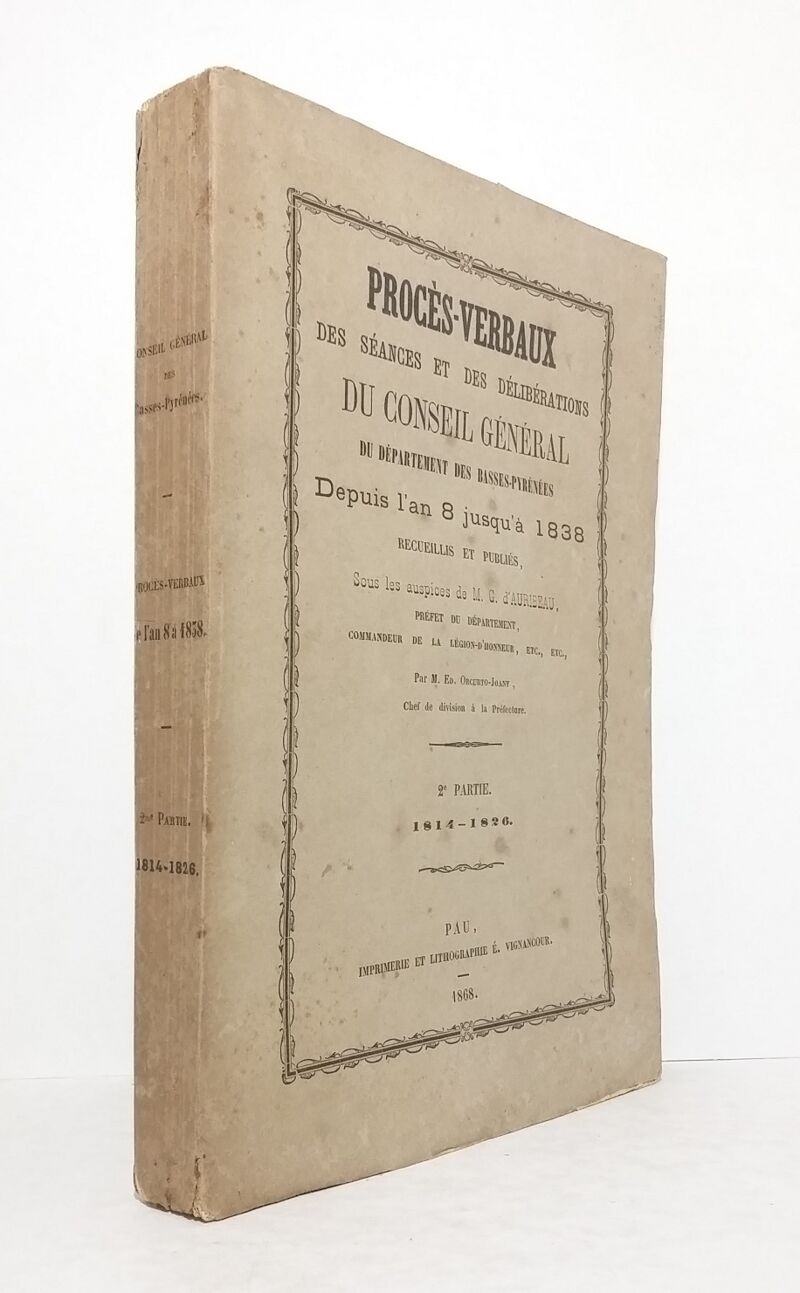 ONSEIL GÉNÉRAL
DES
Basses-Pyrénées.
PROCÈS-VERBAUX
e l'an 8 à 1838.
2me PARTIE.
1814-1826.
PROCÈS-VERBAUX
DES SÉANCES ET DES DÉLIBÉRATIONS
DU CONSEIL GÉNÉRAL
DU DÉPARTEMENT DES BASSES-PYRÉNÉES
Depuis l'an 8 jusqu'à 1838
RECUEILLIS ET PUBLIÉS,
Sous les auspices de M. G. d'AURIBEAU,
PRÉFET DU DÉPARTEMENT,
COMMANDEUR DE LA LÉGION-D'HONNEUR, ETC., ETC.,
Par M. ED. ORCURTO-JOANY,
Chef de division à la Préfecture.
2e PARTIE.
1814-1826.
PAU,
IMPRIMERIE ET LITHOGRAPHIE É. VIGNANCOUR.
1868.